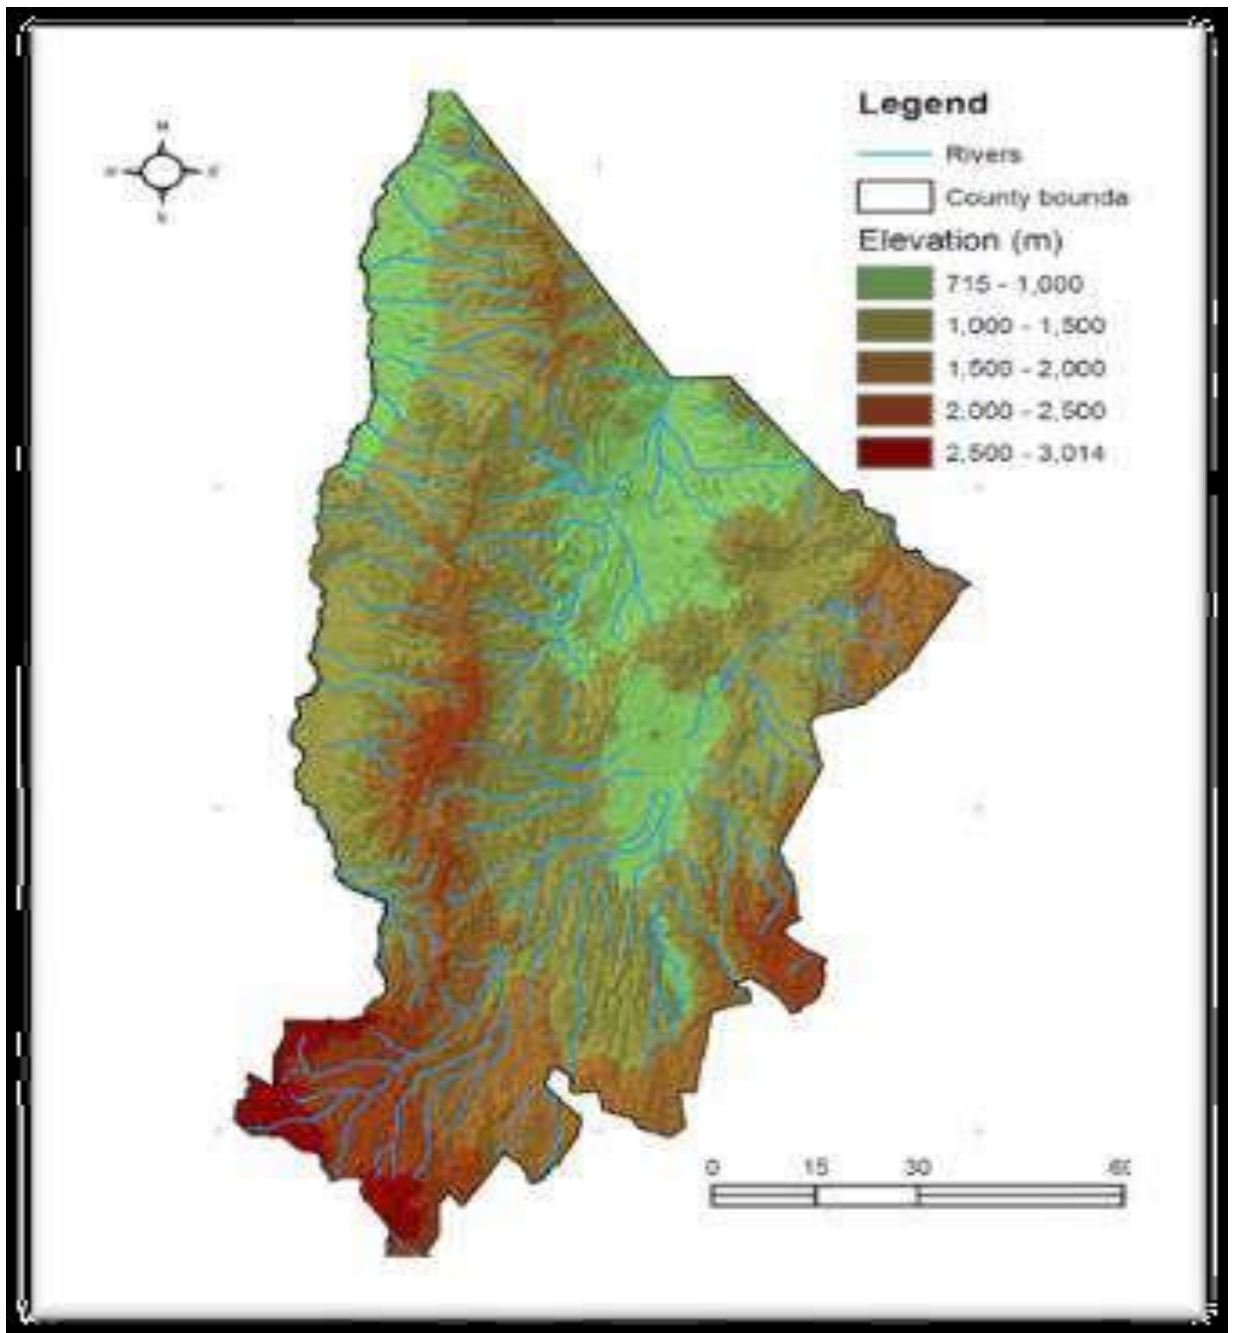 N
Legend
Rivers
County bounda
Elevation (m)
715 - 1,000
1,000 - 1,500
1,500 - 2,000
2,000 - 2,500
2,500 - 3,014
0 15 30 60